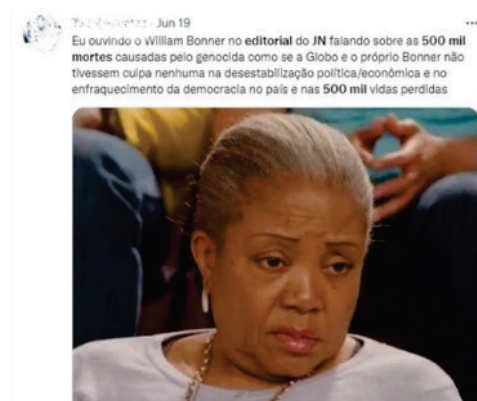 Jun 19
Eu ouvindo o William Bonner no editorial do JN falando sobre as 500 mil
mortes causadas pelo genocida como se a Globo e o próprio Bonner não
tivessem culpa nenhuma na desestabilização política/econômica e no
enfraquecimento da democracia no país e nas 500 mil vidas perdidas